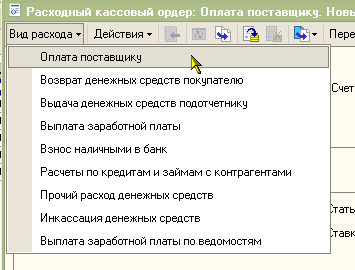 Расходный кассовый ордер: Оплата поставщику. Новы
Вид расхода Действия Пере
Оплата поставщику
Возврат денежных средств покупателю
Счет
Выдача денежных средств подотчетнику
Выплата заработной платы
Взнос наличными в банк
Расчеты по кредитам и займам с контрагентами
Прочий расход денежных средств
Стать
Инкассация денежных средств
Ставк
Выплата заработной платы по ведомостям